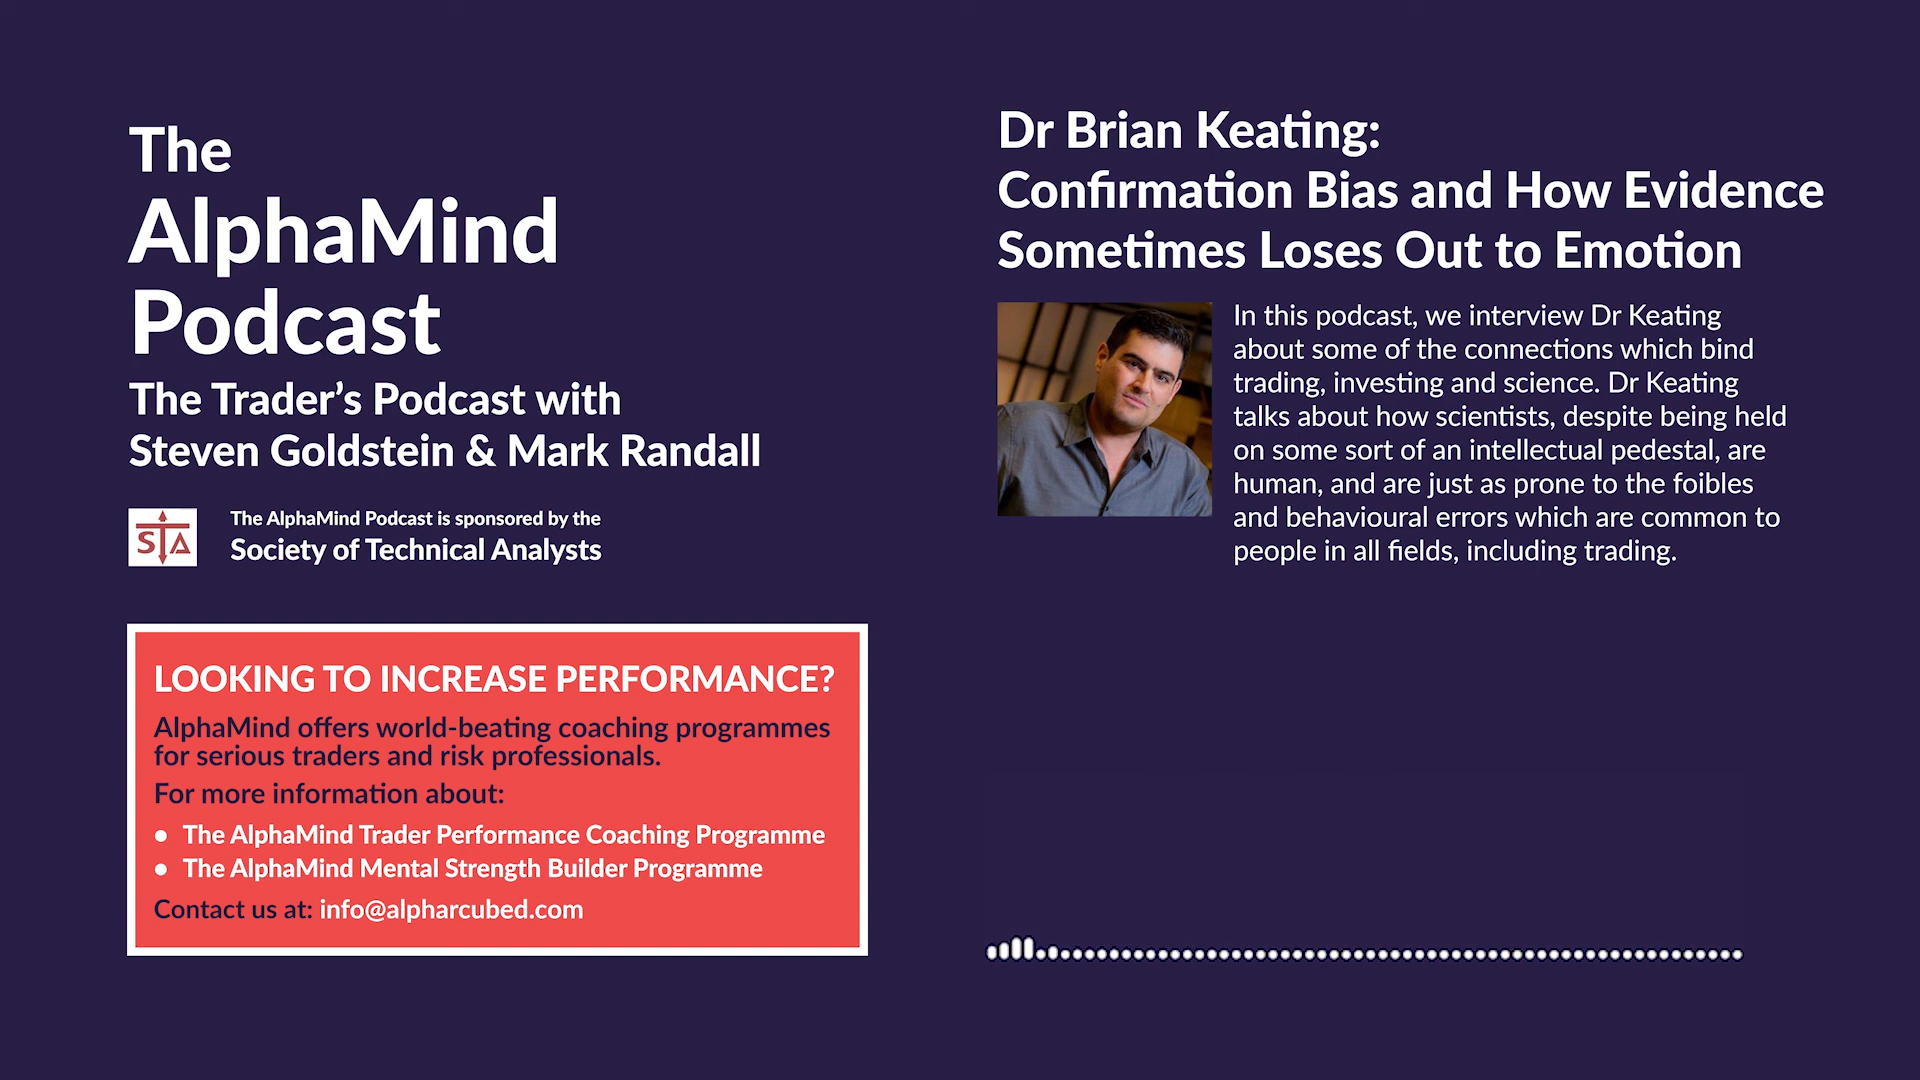 The
AlphaMind
Podcast
The Trader’s Podcast with
Steven Goldstein & Mark Randall
STA
The AlphaMind Podcast is sponsored by the
Society of Technical Analysts
LOOKING TO INCREASE PERFORMANCE?
AlphaMind offers world-beating coaching programmes
for serious traders and risk professionals.
For more information about:
• The AlphaMind Trader Performance Coaching Programme
• The AlphaMind Mental Strength Builder Programme
Contact us at: info@alpharcubed.com
Dr Brian Keating:
Confirmation Bias and How Evidence
Sometimes Loses Out to Emotion
In this podcast, we interview Dr Keating
about some of the connections which bind
trading, investing and science. Dr Keating
talks about how scientists, despite being held
on some sort of an intellectual pedestal, are
human, and are just as prone to the foibles
and behavioural errors which are common to
people in all fields, including trading.